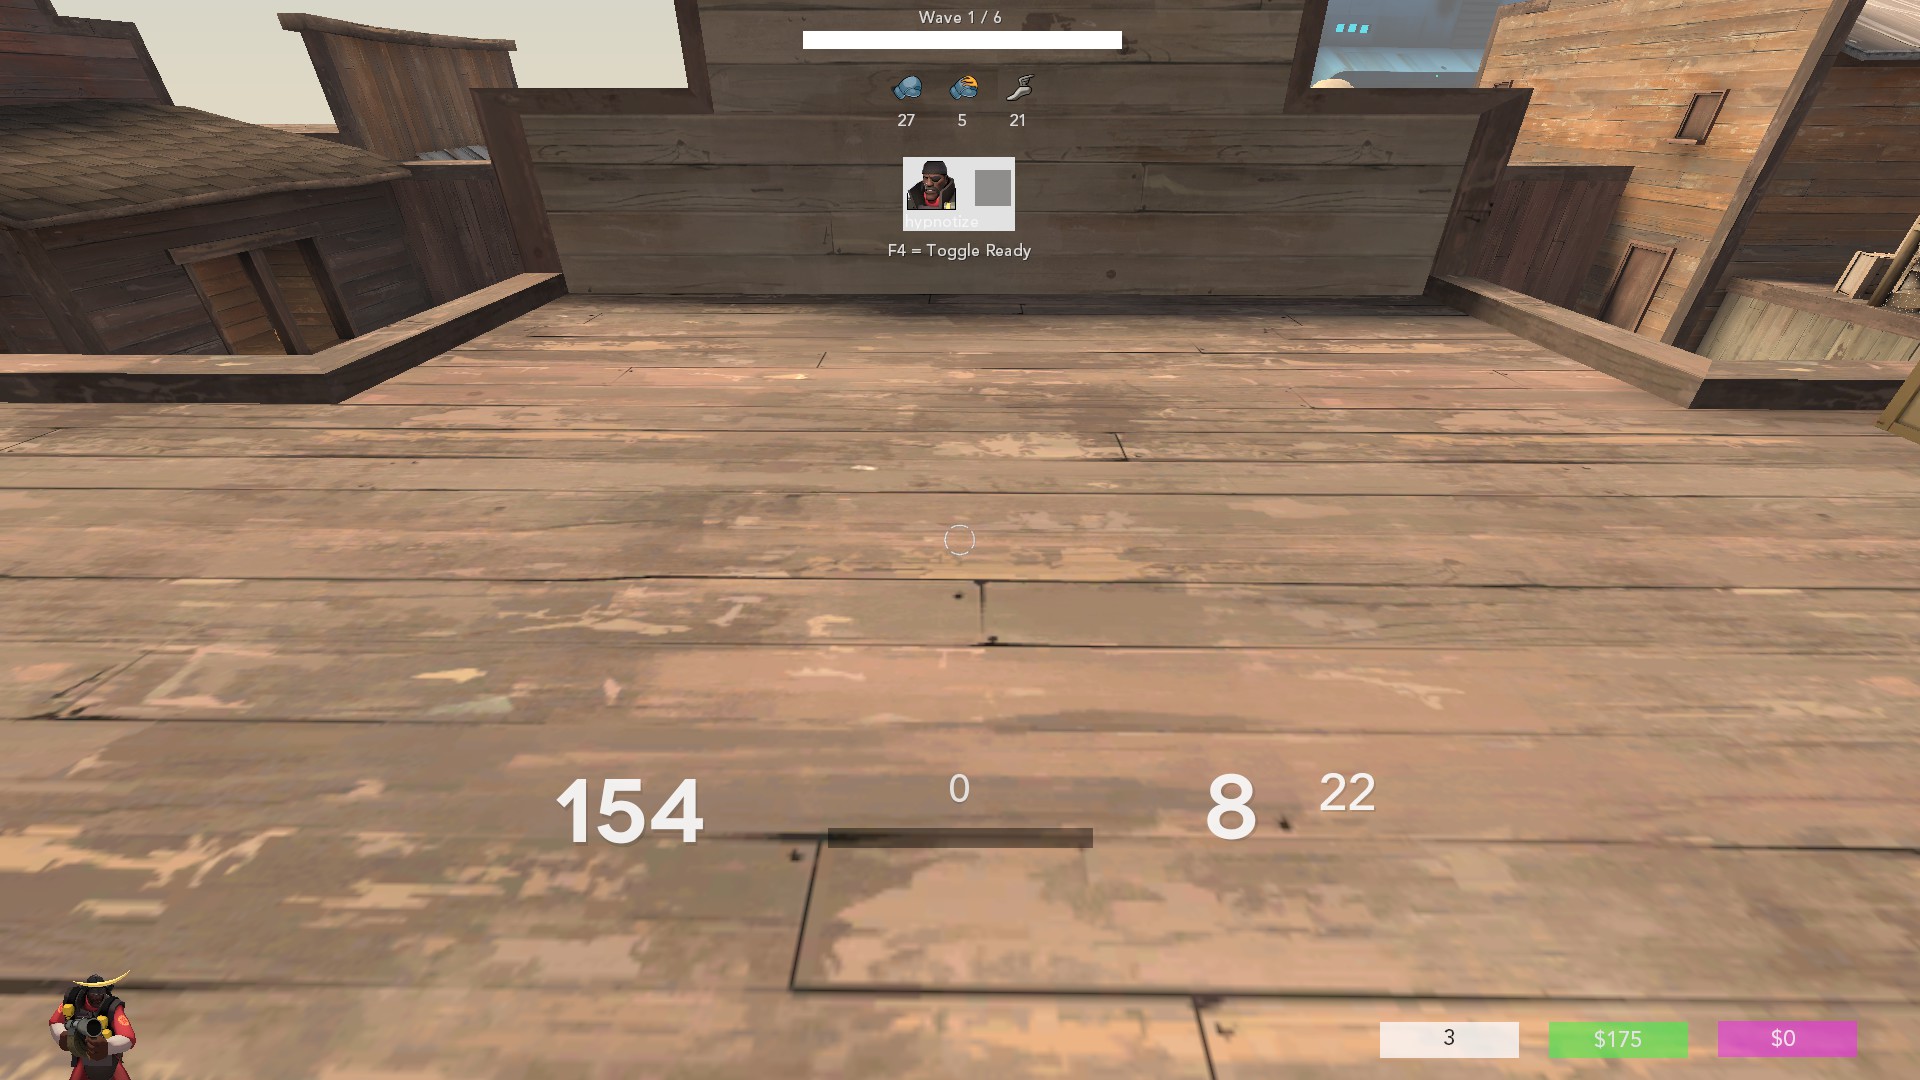 Wave 1 / 6
27 5 21
hypnotize
F4 = Toggle Ready
154 0 8 22
3 $175 $0